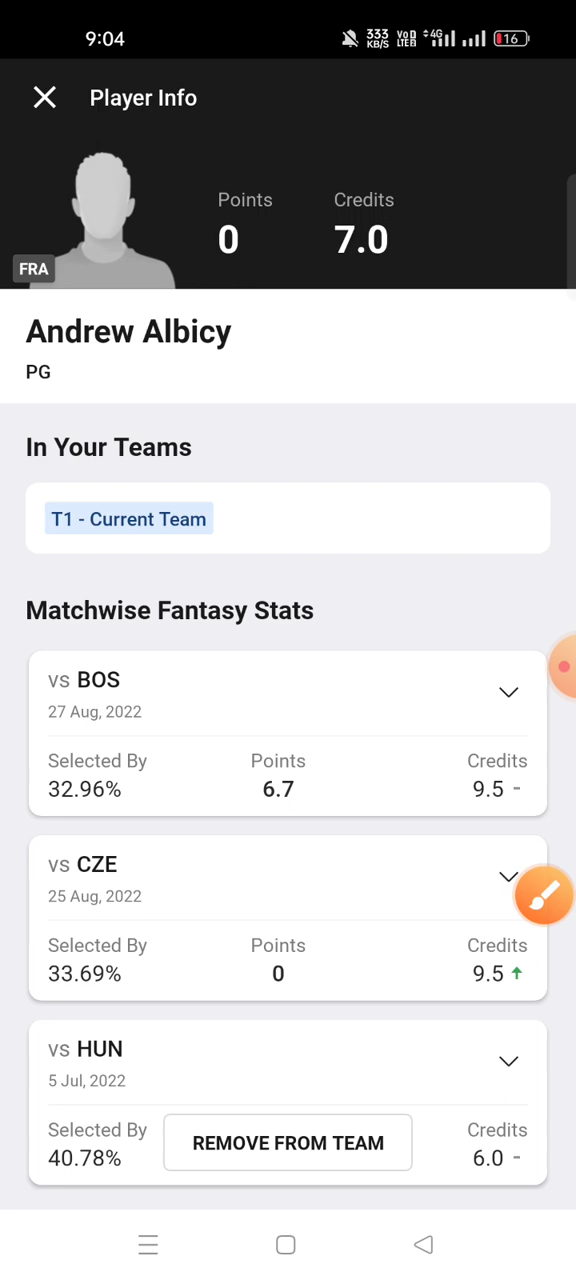 9:04
333 KB/S VoD LTED 4G 16
Player Info
Points Credits
0 7.0
FRA
Andrew Albicy
PG
In Your Teams
T1 - Current Team
Matchwise Fantasy Stats
vs BOS
27 Aug, 2022
Selected By Points Credits
32.96% 6.7 9.5 -
vs CZE
25 Aug, 2022
Selected By Points Credits
33.69% 0 9.5
vs HUN
5 Jul, 2022
Selected By Credits
REMOVE FROM TEAM
40.78% 6.0 -